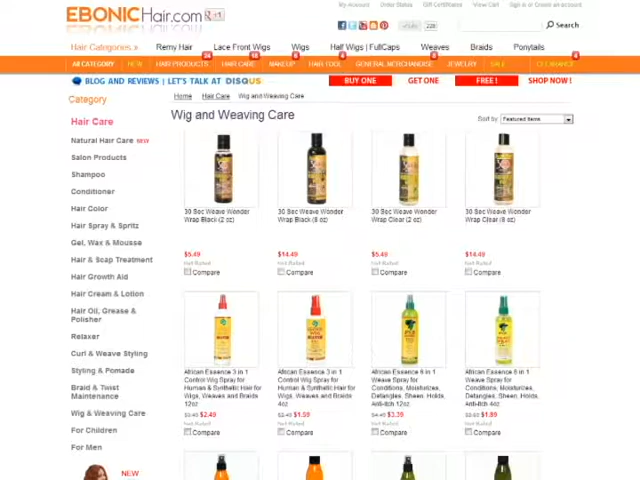 My Account Order Status Gift Certificates View Cart Sign in or Create an account
EBONICHair.com +1
228
Search
Hair Categories » Remy Hair Lace Front Wigs Wigs Half Wigs | FullCaps Weaves Braids Ponytails
ALL CATEGORY NEW HAIR PRODUCTS HAIR CARE MAKEUP HAIR TOOL GENERAL MERCHANDISE JEWELRY SALE CLEARANCE
BLOG AND REVIEWS | LET'S TALK AT DISQUS BUY ONE GET ONE FREE ! SHOP NOW !
Category
Home Hair Care Wig and Weaving Care
Wig and Weaving Care
Sort by Featured Items
Hair Care
Natural Hair Care NEW
Salon Products
Shampoo
Conditioner
Hair Color
Hair Spray & Spritz
Gel, Wax & Mousse
Hair & Scap Treatment
Hair Growth Aid
Hair Cream & Lotion
Hair Oil, Grease &
Polisher
Relaxer
Curl & Weave Styling
Styling & Pomade
Braid & Twist
Maintenance
Wig & Weaving Care
For Children
For Men
NEW
30 Sec Weave Wonder
Wrap Black (2 oz)
$5.49
Not Rated
Compare
30 Sec Weave Wonder
Wrap Black (8 oz)
$14.49
Not Rated
Compare
30 Sec Weave Wonder
Wrap Clear (2 oz)
$5.49
Not Rated
Compare
30 Sec Weave Wonder
Wrap Clear (8 oz)
$14.49
Not Rated
Compare
African Essence 3 in 1
Control Wig Spray for
Human & Synthetic Hair for
Wigs, Weaves and Braids
12oz
$2.49
Compare
African Essence 3 in 1
Control Wig Spray for
Human & Synthetic Hair for
Wigs, Weaves and Braids
4oz
$1.59
Compare
African Essence 6 in 1
Weave Spray for
Conditions, Moisturizes,
Detangles, Sheen, Holds,
Anti-Itch 12oz
$3.39
Compare
African Essence 6 in 1
Weave Spray for
Conditions, Moisturizes,
Detangles, Sheen, Holds,
Anti-Itch 4oz
$1.89
Compare